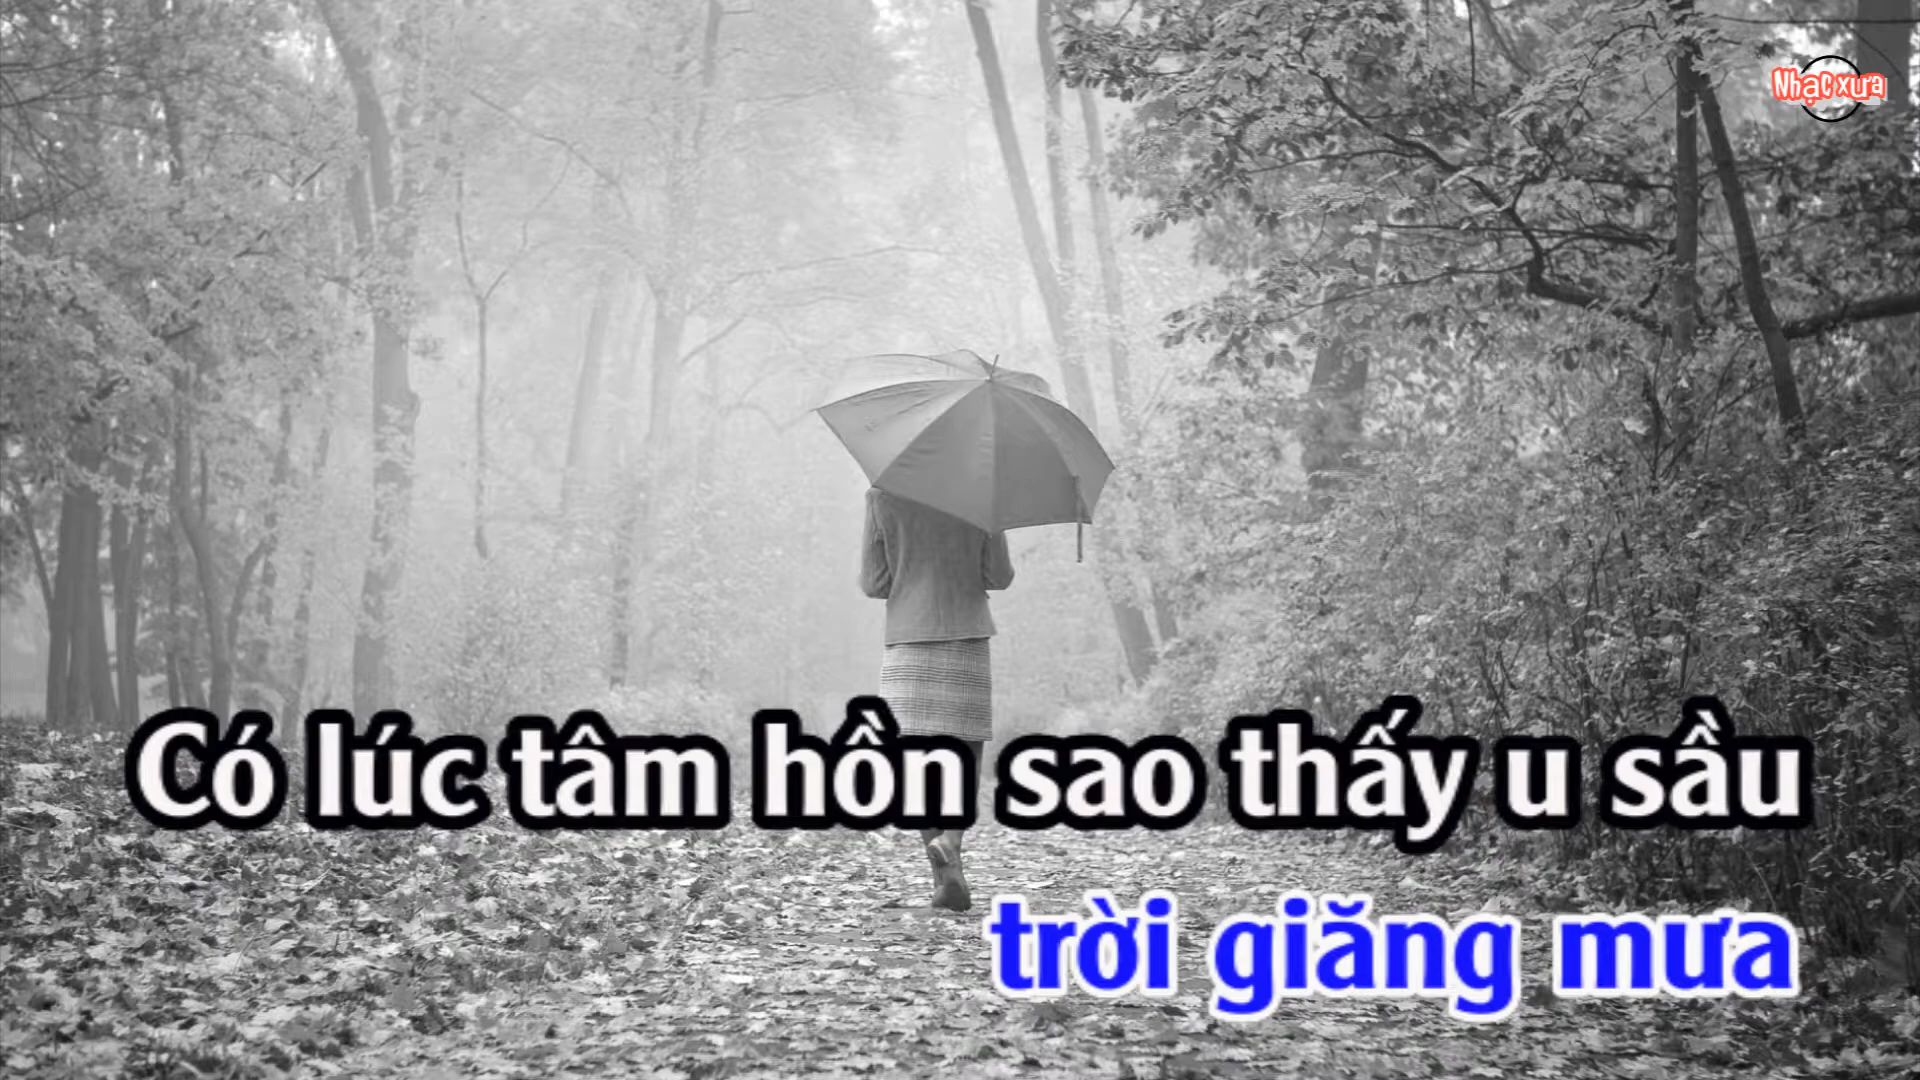 Nhạc xưa
Có lúc tâm hồn sao thấy u sầu
trời giăng mưa